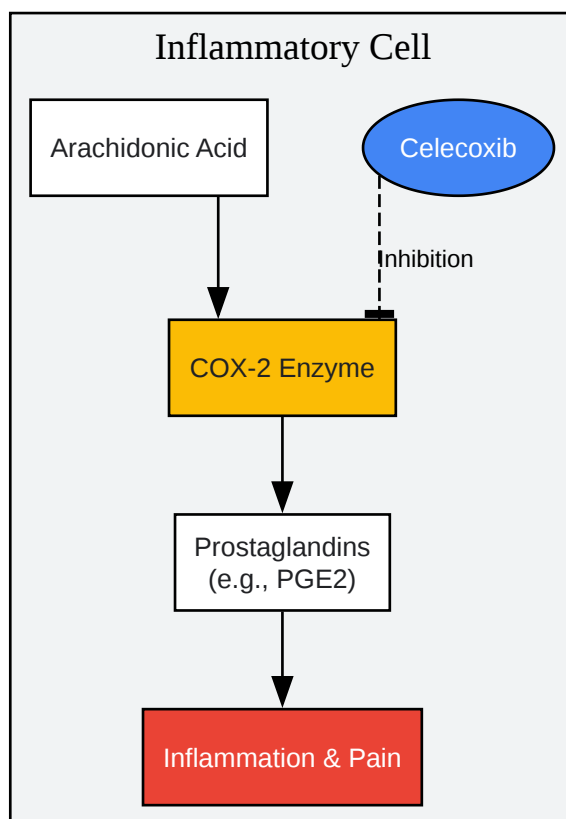 Inflammatory Cell
Arachidonic Acid
Celecoxib
Inhibition
COX-2 Enzyme
Prostaglandins
(e.g., PGE2)
Inflammation & Pain